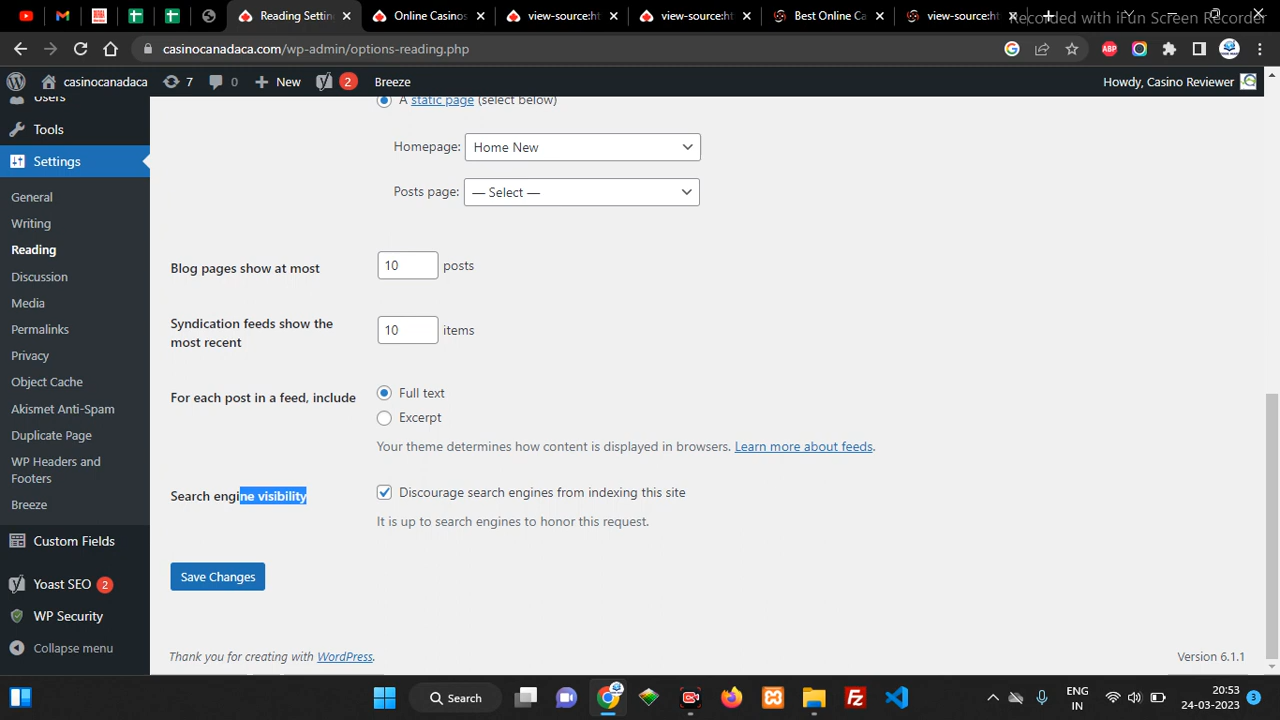 Reading Settin
Online Casinos
view-source:ht
view-source:ht
Best Online Ca
view-source:ht
Recorded with iFun Screen Recorder
casinocanadaca.com/wp-admin/options-reading.php
ABP
casinocanadaca 7 0 New 2 Breeze Howdy, Casino Reviewer
Users
Tools
Settings
General
Writing
Reading
Discussion
Media
Permalinks
Privacy
Object Cache
Akismet Anti-Spam
Duplicate Page
WP Headers and
Footers
Breeze
Custom Fields
Yoast SEO 2
WP Security
Collapse menu
A static page (select below)
Homepage: Home New
Posts page: — Select —
Blog pages show at most 10 posts
Syndication feeds show the
most recent
10 items
For each post in a feed, include
Full text
Excerpt
Your theme determines how content is displayed in browsers. Learn more about feeds.
Search engine visibility
Discourage search engines from indexing this site
It is up to search engines to honor this request.
Save Changes
Thank you for creating with WordPress.
Version 6.1.1
Search
ENG
IN
20:53
24-03-2023
3